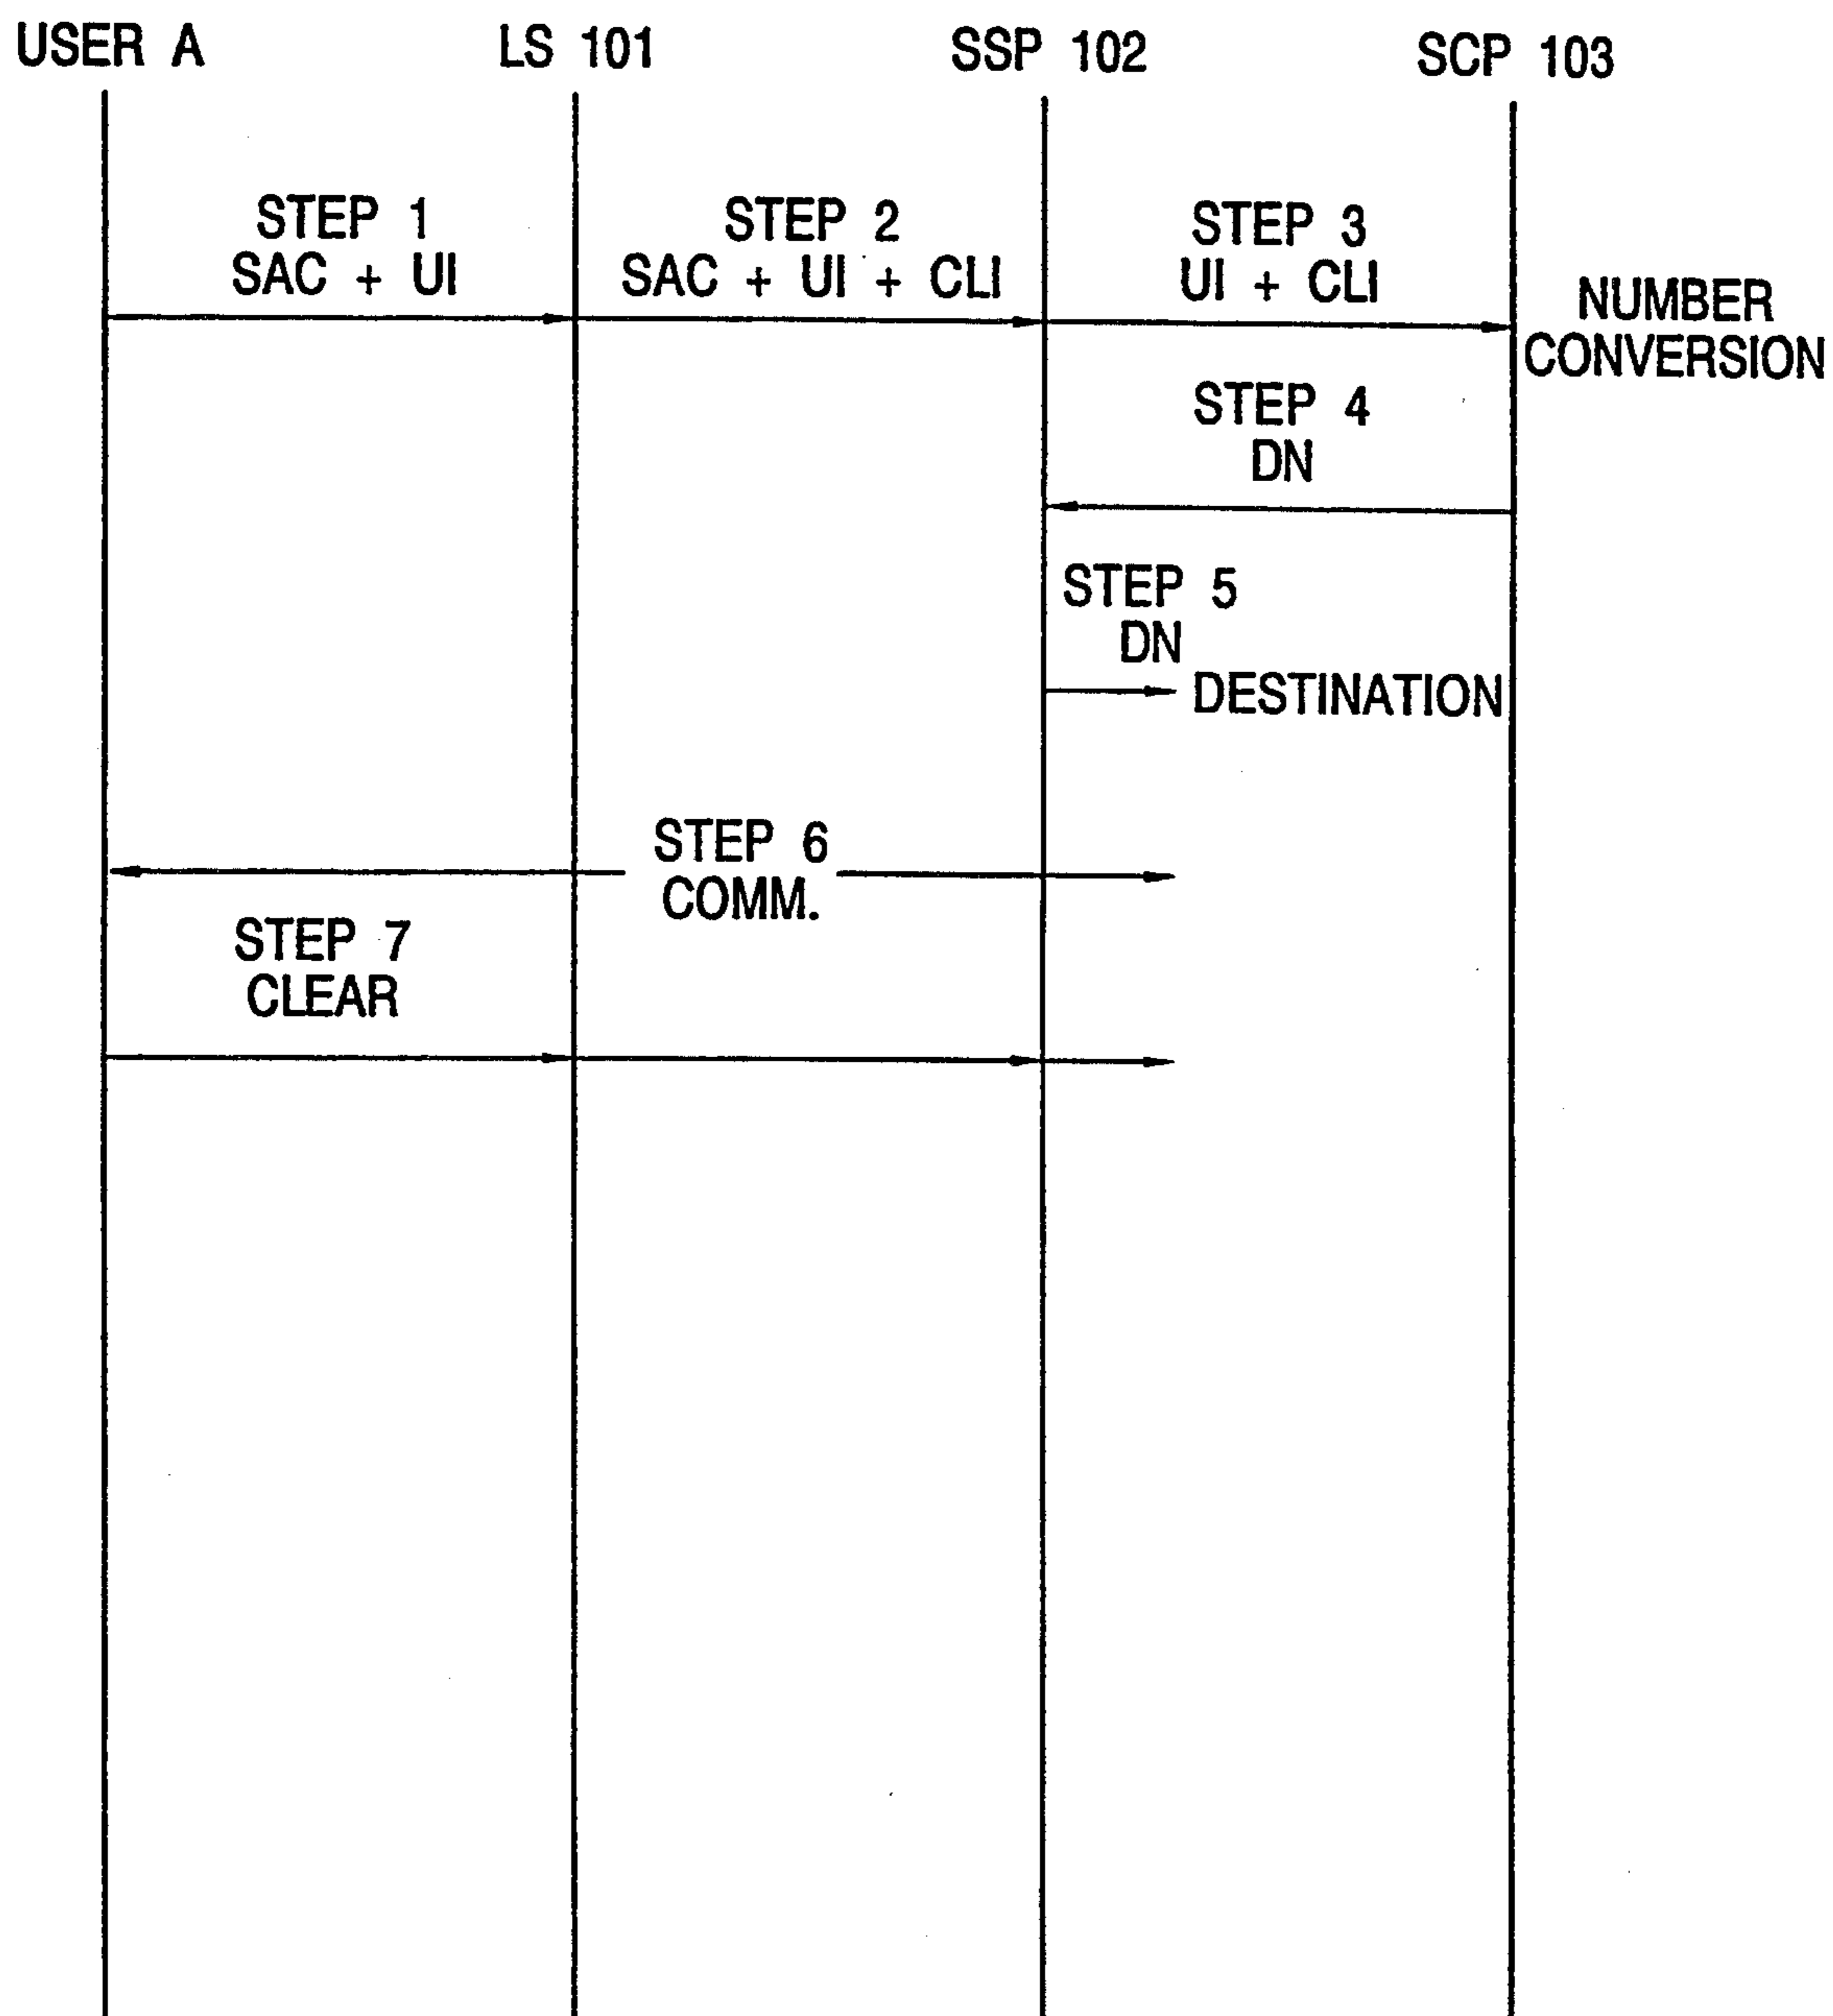 USER A
LS 101
SSP 102
SCP 103
STEP 1
SAC + UI
STEP 2
SAC + UI + CLI
STEP 3
UI + CLI
NUMBER
CONVERSION
STEP 4
DN
STEP 5
DN
DESTINATION
STEP 6
COMM.
STEP 7
CLEAR